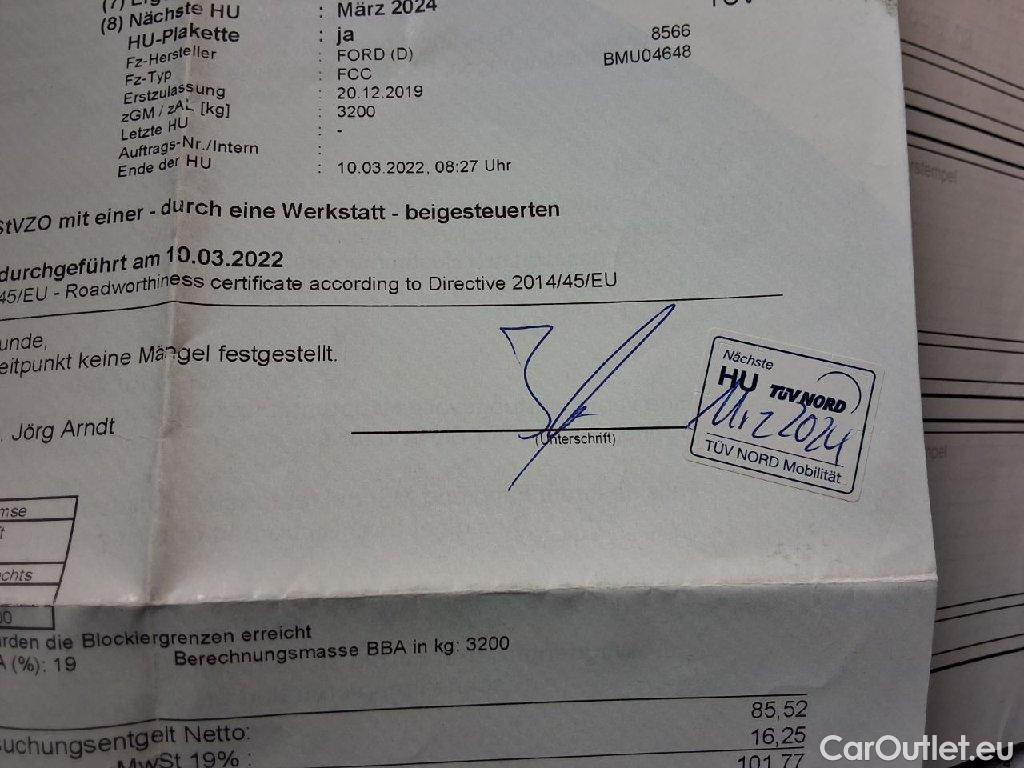 (8) Nächste HU : März 2024
HU-Plakette : ja
Fz-Hersteller : FORD (D) 8566
Fz-Typ : FCC BMU04648
Erstzulassung : 20.12.2019
zGM / zAL [kg] : 3200
Letzte HU : -
Auftrags-Nr./Intern :
Ende der HU : 10.03.2022, 08:27 Uhr
StVZO mit einer - durch eine Werkstatt - beigesteuerten
durchgeführt am 10.03.2022
45/EU - Roadworthiness certificate according to Directive 2014/45/EU
unde,
eitpunkt keine Mängel festgestellt.
Jörg Arndt
(Unterschrift)
Nächste
HU TÜV NORD
März 2024
TÜV NORD Mobilität
mse
chts
rden die Blockiergrenzen erreicht
(%): 19 Berechnungsmasse BBA in kg: 3200
85,52
suchungsentgelt Netto: 16,25
MwSt 19% : 101,77
CarOutlet.eu